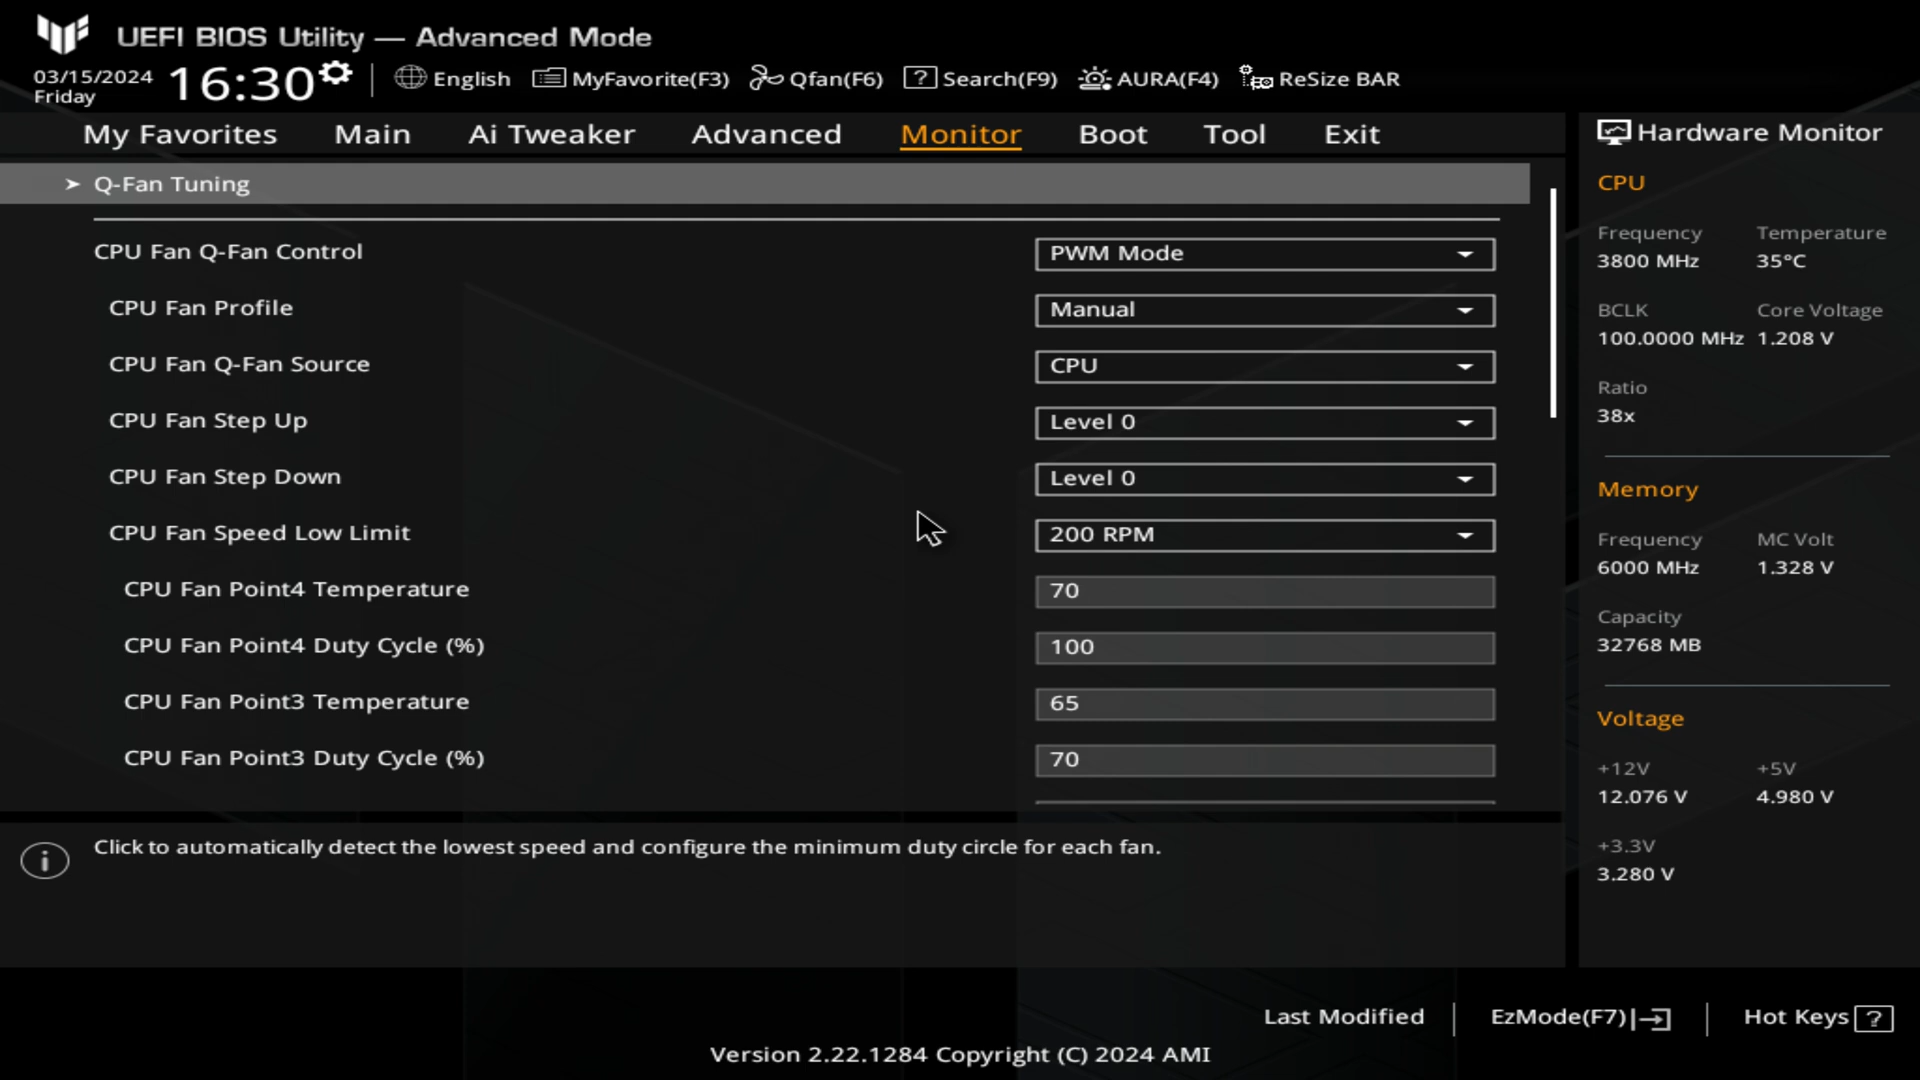 UEFI BIOS Utility — Advanced Mode
03/15/2024
Friday
16:30
English
MyFavorite(F3)
Qfan(F6)
? Search(F9)
AURA(F4)
ReSize BAR
My Favorites
Main
Ai Tweaker
Advanced
Monitor
Boot
Tool
Exit
Q-Fan Tuning
CPU Fan Q-Fan Control PWM Mode
CPU Fan Profile Manual
CPU Fan Q-Fan Source CPU
CPU Fan Step Up Level 0
CPU Fan Step Down Level 0
CPU Fan Speed Low Limit 200 RPM
CPU Fan Point4 Temperature 70
CPU Fan Point4 Duty Cycle (%) 100
CPU Fan Point3 Temperature 65
CPU Fan Point3 Duty Cycle (%) 70
Click to automatically detect the lowest speed and configure the minimum duty circle for each fan.
Hardware Monitor
CPU
Frequency Temperature
3800 MHz 35°C
BCLK Core Voltage
100.0000 MHz 1.208 V
Ratio
38x
Memory
Frequency MC Volt
6000 MHz 1.328 V
Capacity
32768 MB
Voltage
+12V +5V
12.076 V 4.980 V
+3.3V
3.280 V
Last Modified
EzMode(F7)
Hot Keys ?
Version 2.22.1284 Copyright (C) 2024 AMI